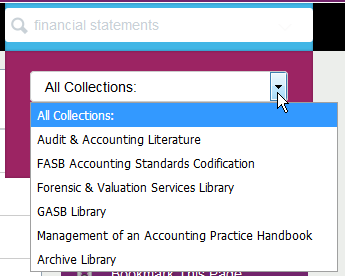 financial statements
All Collections:
All Collections:
Audit & Accounting Literature
FASB Accounting Standards Codification
Forensic & Valuation Services Library
GASB Library
Management of an Accounting Practice Handbook
Archive Library
Bookmark This Page